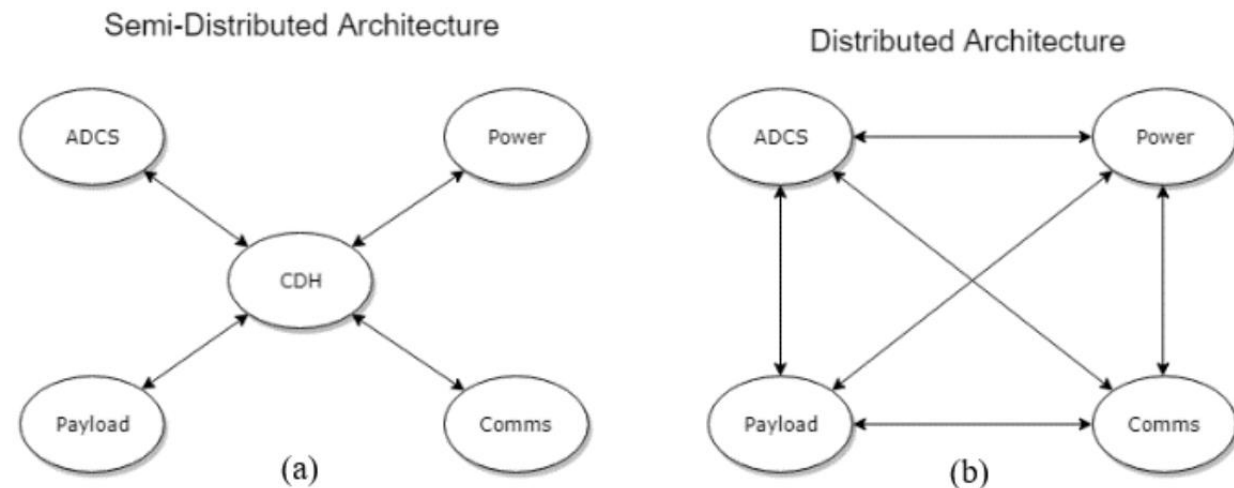 Semi-Distributed Architecture
ADCS
Power
CDH
Payload
Comms
(a)
Distributed Architecture
ADCS
Power
Payload
Comms
(b)